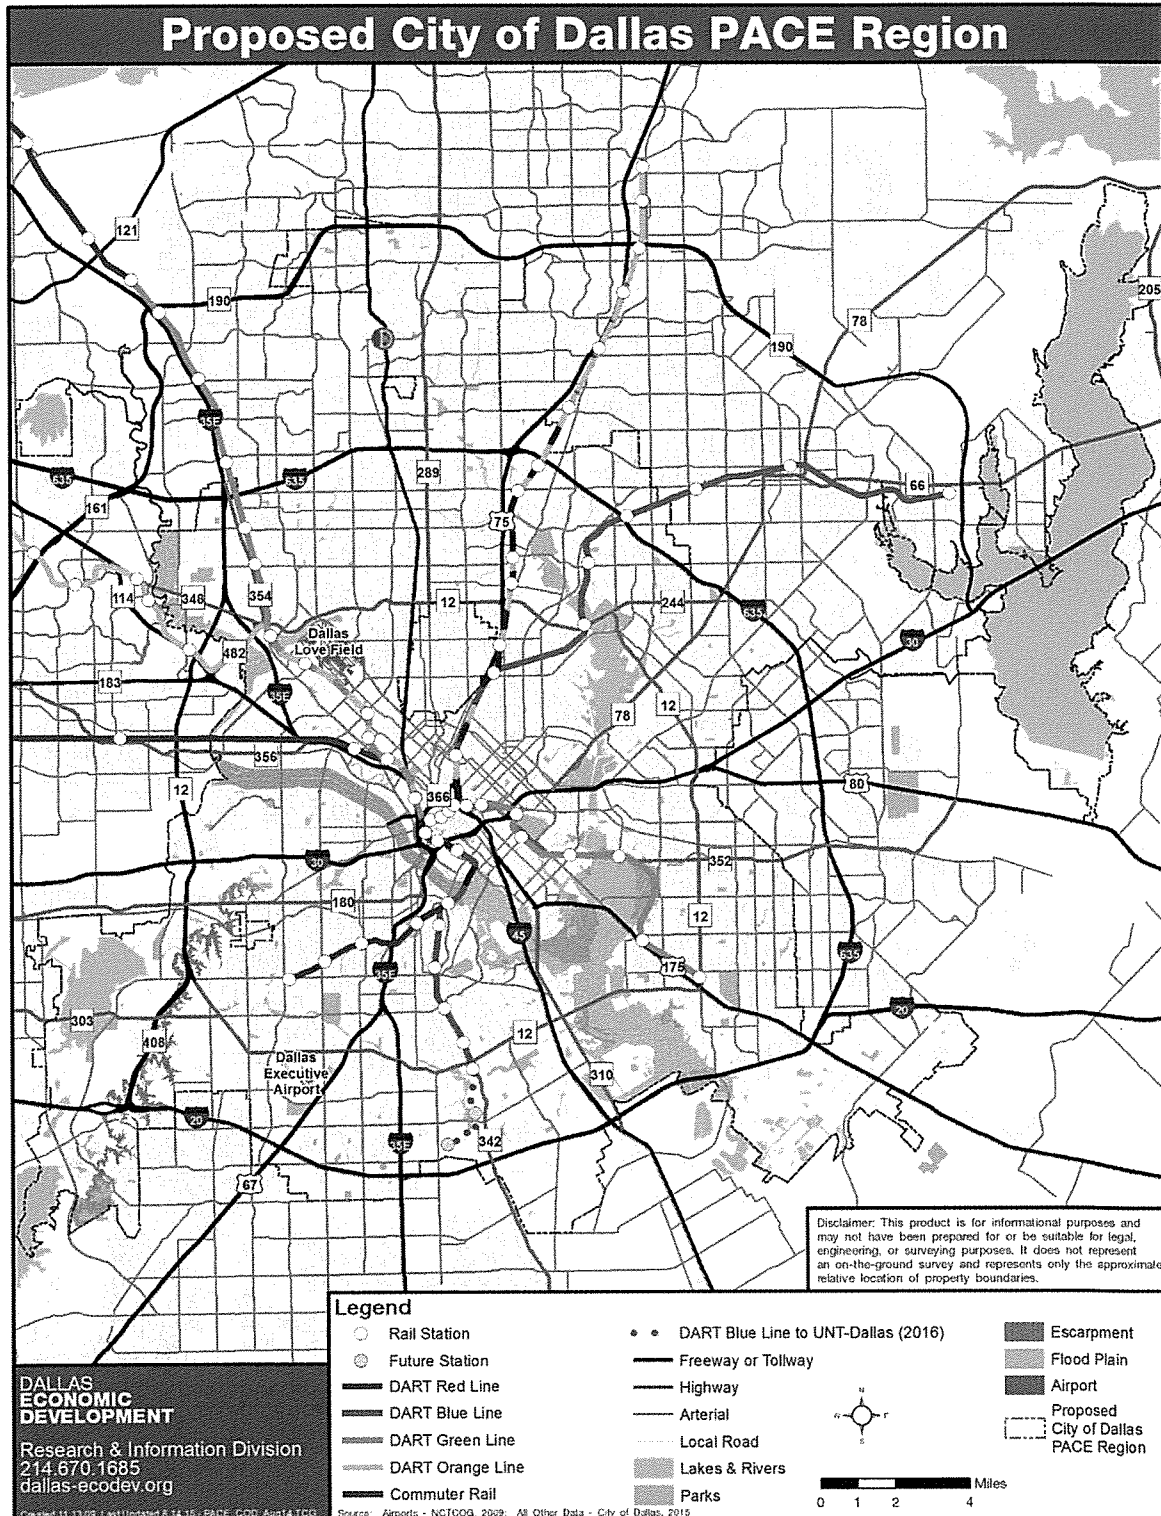 Proposed City of Dallas PACE Region
121
190
205
78
190
35E
289
66
635
635
161
75
114
348
354
12
244
635
Dallas
Love Field
482
30
183
35E
12
78
356
80
12
366
30
352
180
12
45
35E
175
635
303
20
408
12
Dallas
Executive
Airport
310
20
35E
342
67
Disclaimer: This product is for informational purposes and
may not have been prepared for or be suitable for legal,
engineering, or surveying purposes. It does not represent
an on-the-ground survey and represents only the approximate
relative location of property boundaries.
Legend
Rail Station
Future Station
DART Red Line
DART Blue Line
DART Green Line
DART Orange Line
Commuter Rail
DART Blue Line to UNT-Dallas (2016)
Freeway or Tollway
Highway
Arterial
Local Road
Lakes & Rivers
Parks
Escarpment
Flood Plain
Airport
Proposed
City of Dallas
PACE Region
N
S
Miles
0 1 2 4
DALLAS
ECONOMIC
DEVELOPMENT
Research & Information Division
214.670.1685
dallas-ecodev.org
Source: Airports - NCTCOG, 2009; All Other Data - City of Dallas, 2015